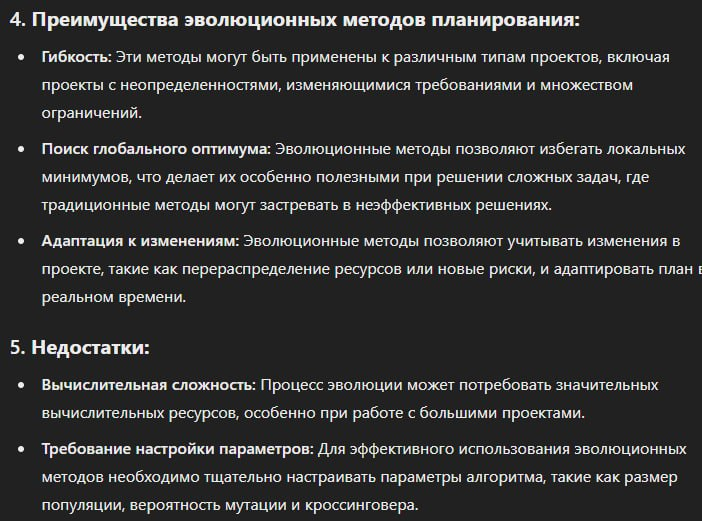 4. Преимущества эволюционных методов планирования:
• Гибкость: Эти методы могут быть применены к различным типам проектов, включая
проекты с неопределенностями, изменяющимися требованиями и множеством
ограничений.
• Поиск глобального оптимума: Эволюционные методы позволяют избегать локальных
минимумов, что делает их особенно полезными при решении сложных задач, где
традиционные методы могут застревать в неэффективных решениях.
• Адаптация к изменениям: Эволюционные методы позволяют учитывать изменения в
проекте, такие как перераспределение ресурсов или новые риски, и адаптировать план в
реальном времени.
5. Недостатки:
• Вычислительная сложность: Процесс эволюции может потребовать значительных
вычислительных ресурсов, особенно при работе с большими проектами.
• Требование настройки параметров: Для эффективного использования эволюционных
методов необходимо тщательно настраивать параметры алгоритма, такие как размер
популяции, вероятность мутации и кроссинговера.